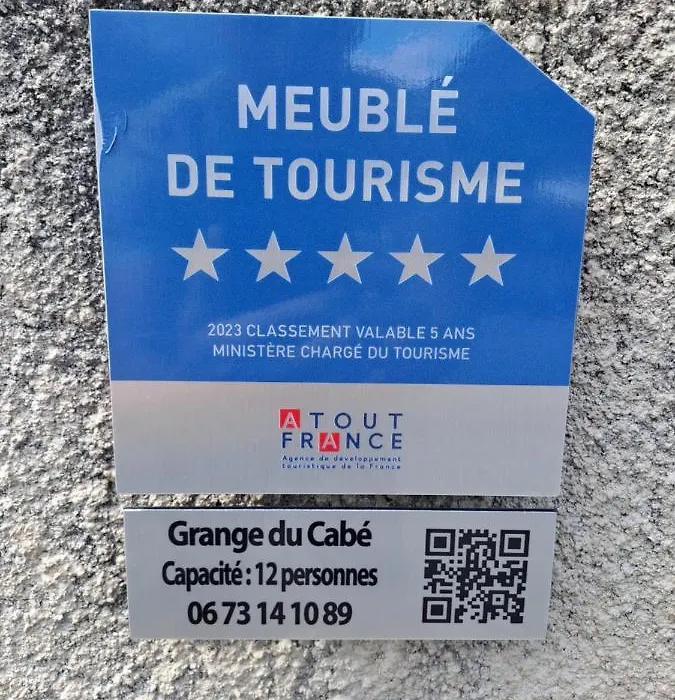 MEUBLÉ
DE TOURISME
2023 CLASSEMENT VALABLE 5 ANS
MINISTÈRE CHARGÉ DU TOURISME
ATOUT
FRANCE
Agence de développement
touristique de la France
Grange du Cabé
Capacité : 12 personnes
06 73 14 10 89